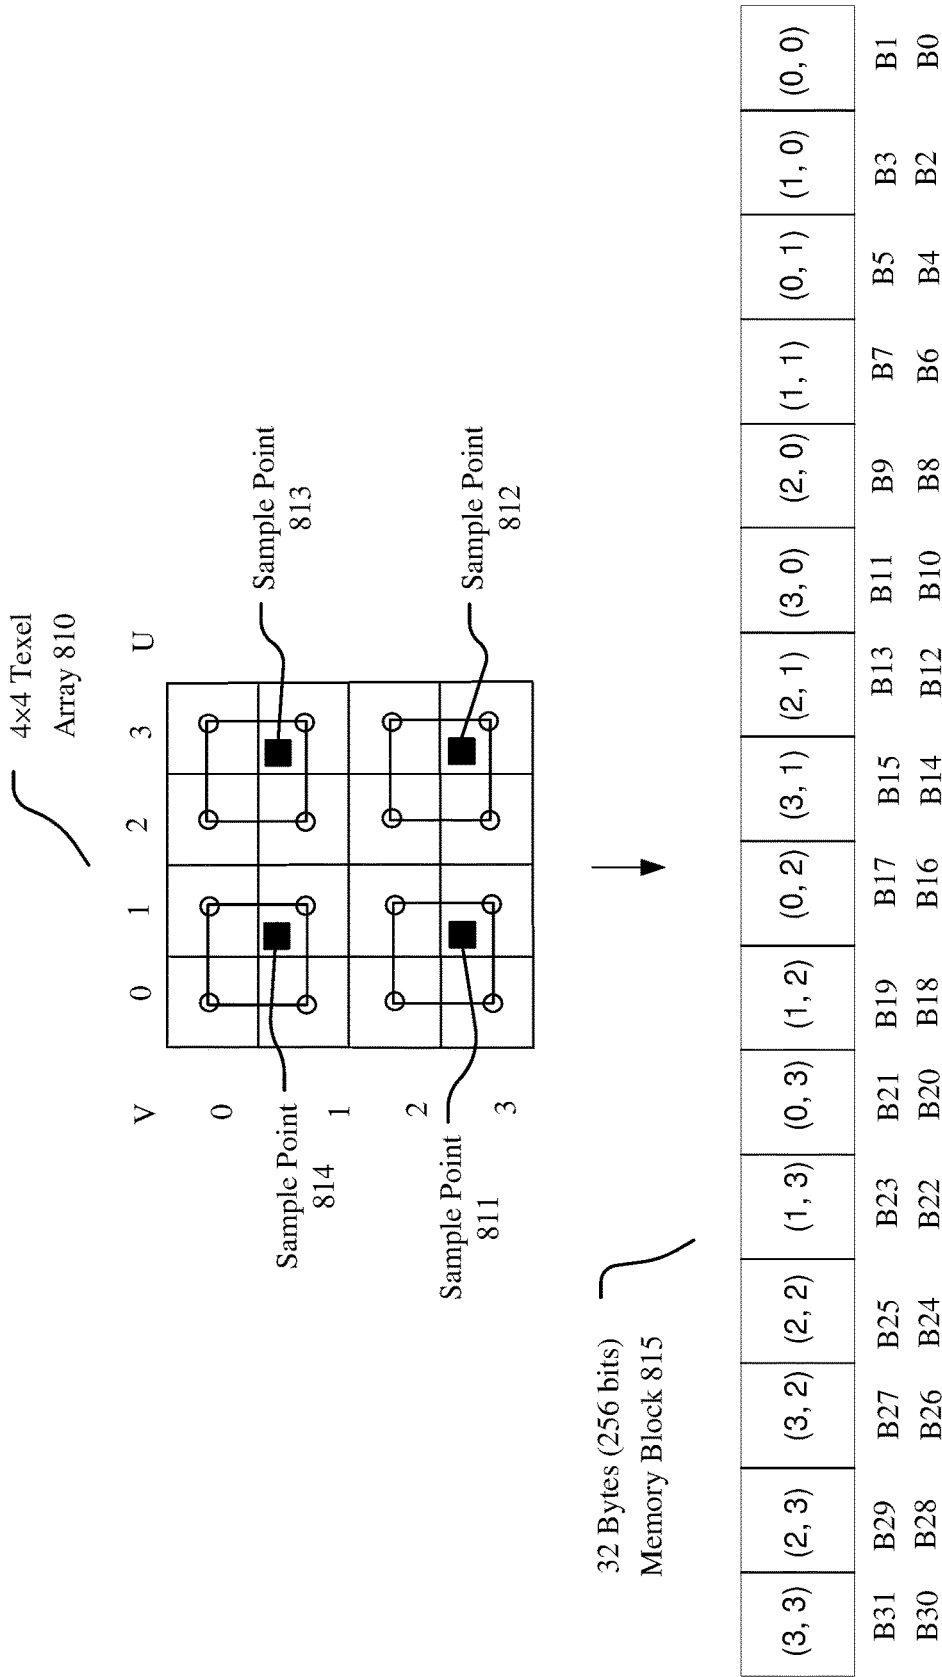 4×4 Texel
Array 810
U
0 1 2 3
V
0
1
2
3
Sample Point
814
Sample Point
813
Sample Point
811
Sample Point
812
32 Bytes (256 bits)
Memory Block 815
(3, 3) (2, 3) (3, 2) (2, 2) (1, 3) (0, 3) (1, 2) (0, 2) (3, 1) (2, 1) (3, 0) (2, 0) (1, 1) (0, 1) (1, 0) (0, 0)
B31 B29 B27 B25 B23 B21 B19 B17 B15 B13 B11 B9 B7 B5 B3 B1
B30 B28 B26 B24 B22 B20 B18 B16 B14 B12 B10 B8 B6 B4 B2 B0